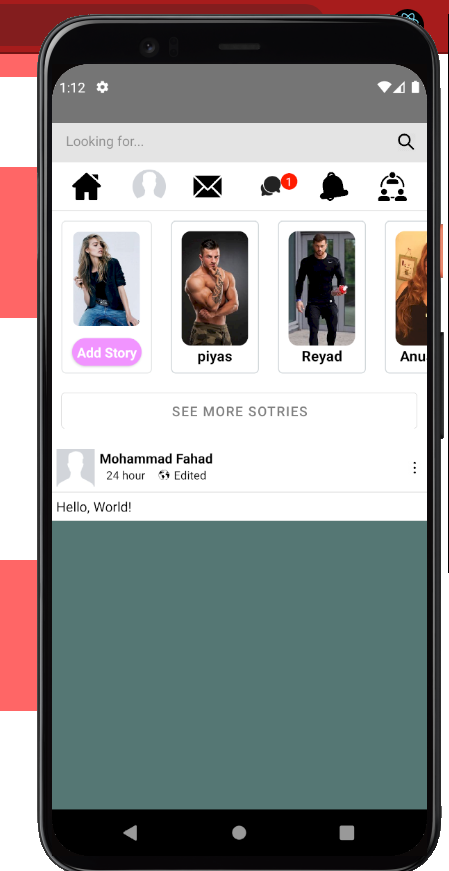 1:12
Looking for...
1
Add Story
piyas
Reyad
Anu
SEE MORE SOTRIES
Mohammad Fahad
24 hour Edited
Hello, World!